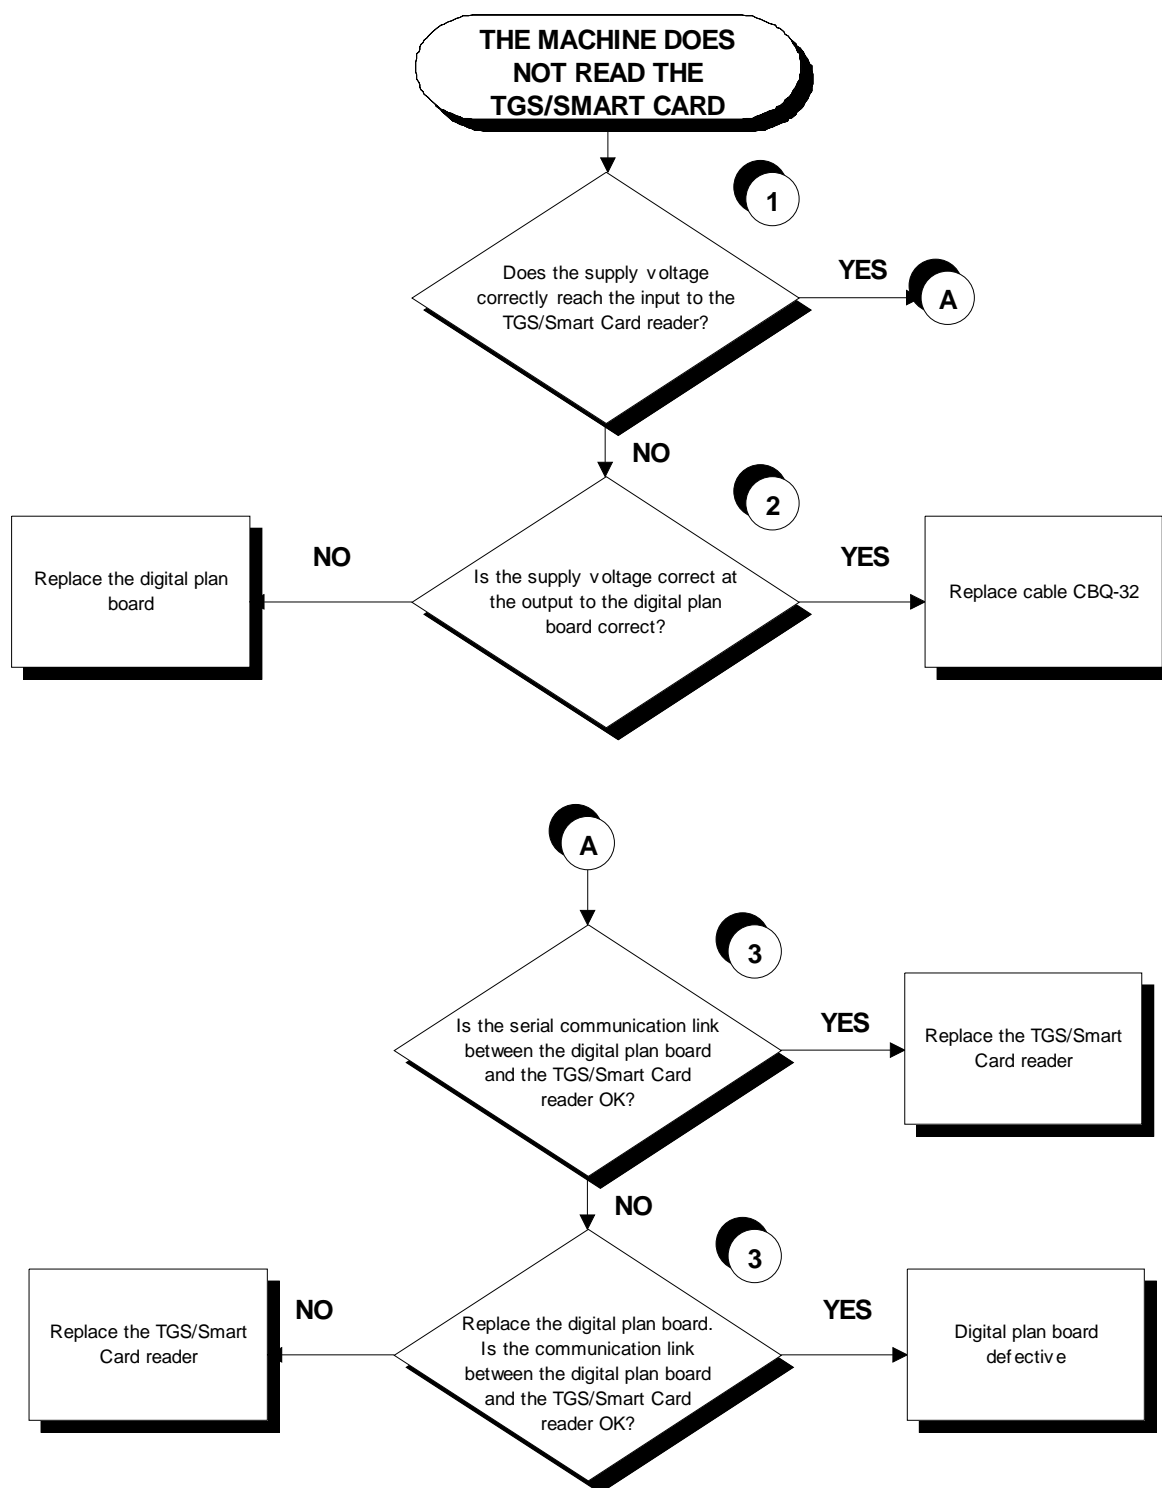 THE MACHINE DOES
NOT READ THE
TGS/SMART CARD
1
Does the supply voltage
correctly reach the input to the
TGS/Smart Card reader?
YES
A
NO
2
Replace the digital plan
board
NO
Is the supply voltage correct at
the output to the digital plan
board correct?
YES
Replace cable CBQ-32
A
3
Is the serial communication link
between the digital plan board
and the TGS/Smart Card
reader OK?
YES
Replace the TGS/Smart
Card reader
NO
3
Replace the TGS/Smart
Card reader
NO
Replace the digital plan board.
Is the communication link
between the digital plan board
and the TGS/Smart Card
reader OK?
YES
Digital plan board
defective